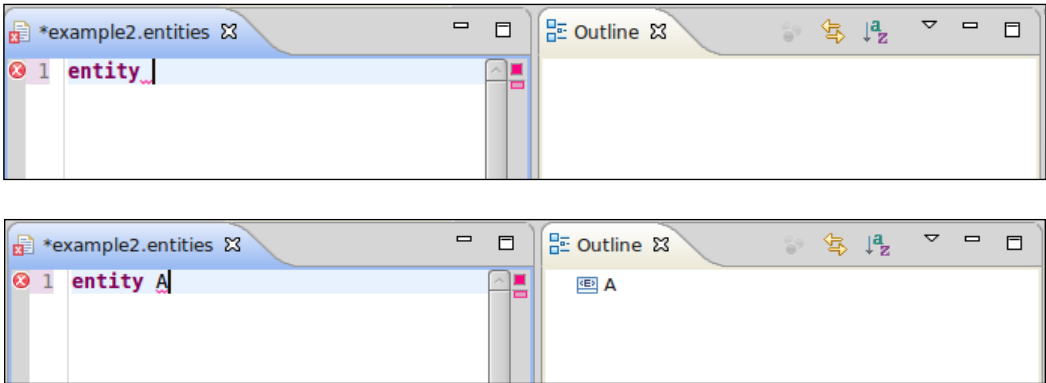 *example2.entities
Outline
1 entity
*example2.entities
Outline
1 entity A
A